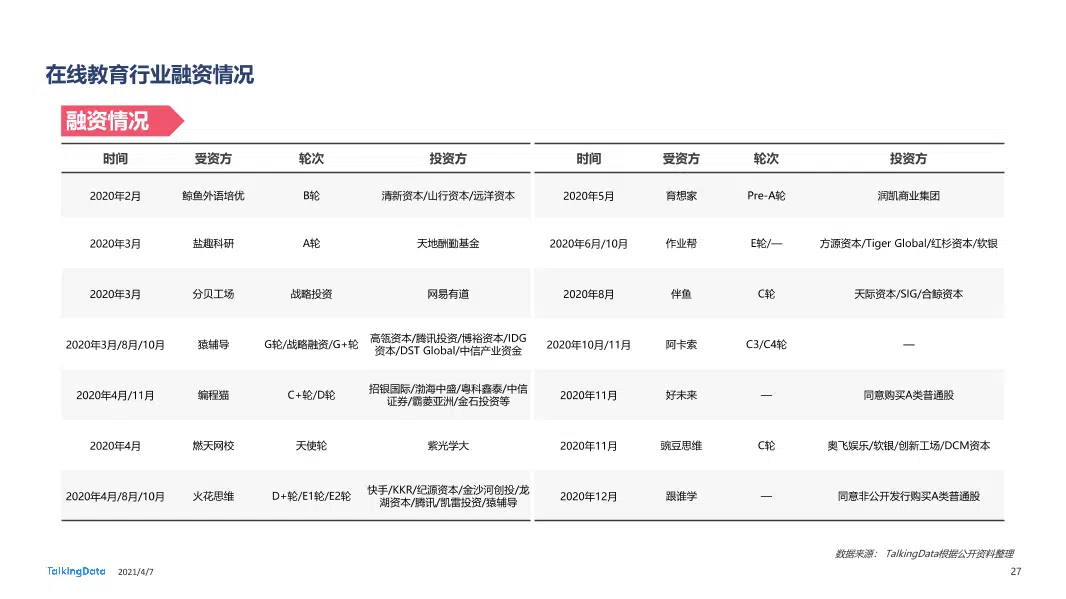 在线教育行业融资情况
融资情况
时间 受资方 轮次 投资方
2020年2月 鲸鱼外语培优 B轮 清新资本/山行资本/远洋资本
2020年3月 盐趣科研 A轮 天地酬勤基金
2020年3月 分贝工场 战略投资 网易有道
2020年3月/8月/10月 猿辅导 G轮/战略融资/G+轮 高瓴资本/腾讯投资/博裕资本/IDG
资本/DST Global/中信产业资金
2020年4月/11月 编程猫 C+轮/D轮 招银国际/渤海中盛/粤科鑫泰/中信
证券/霸菱亚洲/金石投资等
2020年4月 燃天网校 天使轮 紫光学大
2020年4月/8月/10月 火花思维 D+轮/E1轮/E2轮 快手/KKR/纪源资本/金沙河创投/龙
湖资本/腾讯/凯雷投资/猿辅导
时间 受资方 轮次 投资方
2020年5月 育想家 Pre-A轮 润凯商业集团
2020年6月/10月 作业帮 E轮/— 方源资本/Tiger Global/红杉资本/软银
2020年8月 伴鱼 C轮 天际资本/SIG/合鲸资本
2020年10月/11月 阿卡索 C3/C4轮 —
2020年11月 好未来 — 同意购买A类普通股
2020年11月 豌豆思维 C轮 奥飞娱乐/软银/创新工场/DCM资本
2020年12月 跟谁学 — 同意非公开发行购买A类普通股
数据来源： TalkingData根据公开资料整理
TalkingData 2021/4/7
27